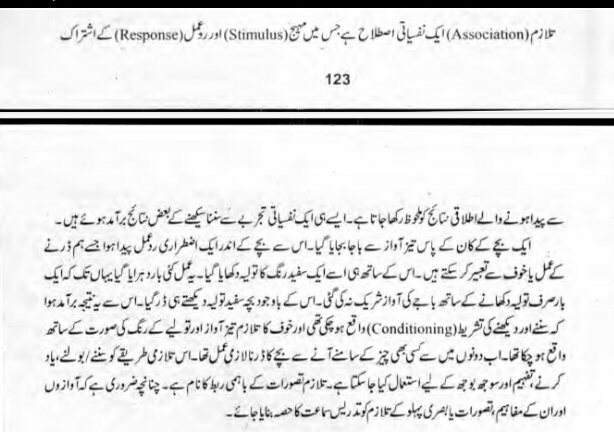 تلازم (Association) ایک نفسیاتی اصطلاح ہے جس میں مہیج (Stimulus) اور ردعمل (Response) کے اشتراک
123
سے پیدا ہونے والے اطلاقی نتائج کو ملحوظ رکھا جاتا ہے۔ ایسے ہی ایک نفسیاتی تجربے سے سننا سیکھنے کے بعض نتائج برآمد ہوئے ہیں۔
ایک بچے کے کان کے پاس تیز آواز سے باجا بجایا گیا۔ اس سے بچے کے اندر ایک اضطراری ردعمل پیدا ہوا جسے ہم ڈرنے
کے عمل یا خوف سے تعبیر کر سکتے ہیں۔ اس کے ساتھ ہی اسے ایک سفید رنگ کا تولیہ دکھایا گیا۔ یہ عمل کئی بار دہرایا گیا یہاں تک کہ ایک
بار صرف تولیہ دکھانے کے ساتھ باجے کی آواز شریک نہ کی گئی۔ اس کے باوجود بچہ سفید تولیہ دیکھتے ہی ڈر گیا۔ اس سے یہ نتیجہ برآمد ہوا
کہ سننے اور دیکھنے کی تشریط (Conditioning) واقع ہو چکی تھی اور خوف کا تلازم تیز آواز اور تولیے کے رنگ کی صورت کے ساتھ
واقع ہو چکا تھا۔ اب دونوں میں سے کسی بھی چیز کے سامنے آنے سے بچے کا ڈرنا لازمی عمل تھا۔ اس تلازمی طریقے کو سننے/ بولنے، یاد
کرنے، تفہیم اور سوجھ بوجھ کے لیے استعمال کیا جا سکتا ہے۔ تلازم تصورات کے باہمی ربط کا نام ہے۔ چنانچہ ضروری ہے کہ آوازوں
اور ان کے مفاہیم، تصورات یا بصری پہلو کے تلازم کو تدریس سماعت کا حصہ بنایا جائے۔